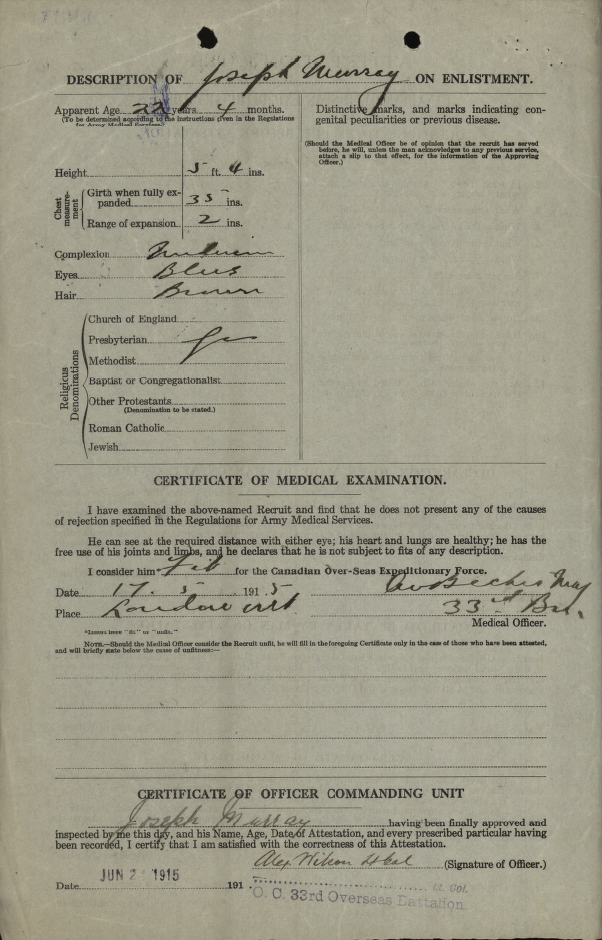 DESCRIPTION OF Joseph Murray ON ENLISTMENT.
Apparent Age 22 years 4 months.
(To be determined according to the instructions given in the Regulations
for Army Medical Services.)
Height 5 ft. 4 ins.
Chest measurement
Girth when fully expanded 35 ins.
Range of expansion 2 ins.
Complexion Medium
Eyes Blue
Hair Brown
Religious Denominations
Church of England
Presbyterian
Methodist
Baptist or Congregationalist
Other Protestants
(Denomination to be stated.)
Roman Catholic
Jewish
Distinctive marks, and marks indicating con-
genital peculiarities or previous disease.
(Should the Medical Officer be of opinion that the recruit has served
before, he will, unless the man acknowledges to any previous service,
attach a slip to that effect, for the information of the Approving
Officer.)
CERTIFICATE OF MEDICAL EXAMINATION.
I have examined the above-named Recruit and find that he does not present any of the causes
of rejection specified in the Regulations for Army Medical Services.
He can see at the required distance with either eye; his heart and lungs are healthy; he has the
free use of his joints and limbs, and he declares that he is not subject to fits of any description.
I consider him* Fit for the Canadian Over-Seas Expeditionary Force.
Date 17. 5 1915
Place London Ont
33rd Bn.
Medical Officer.
*Insert here "fit" or "unfit."
NOTE.—Should the Medical Officer consider the Recruit unfit, he will fill in the foregoing Certificate only in the case of those who have been attested,
and will briefly state below the cause of unfitness:—
CERTIFICATE OF OFFICER COMMANDING UNIT
Joseph Murray having been finally approved and
inspected by me this day, and his Name, Age, Date of Attestation, and every prescribed particular having
been recorded, I certify that I am satisfied with the correctness of this Attestation.
Alex Wilson Lt Col (Signature of Officer.)
Date JUN 2 1915 191
Lt. Col.
O. C. 33rd Overseas Battalion.